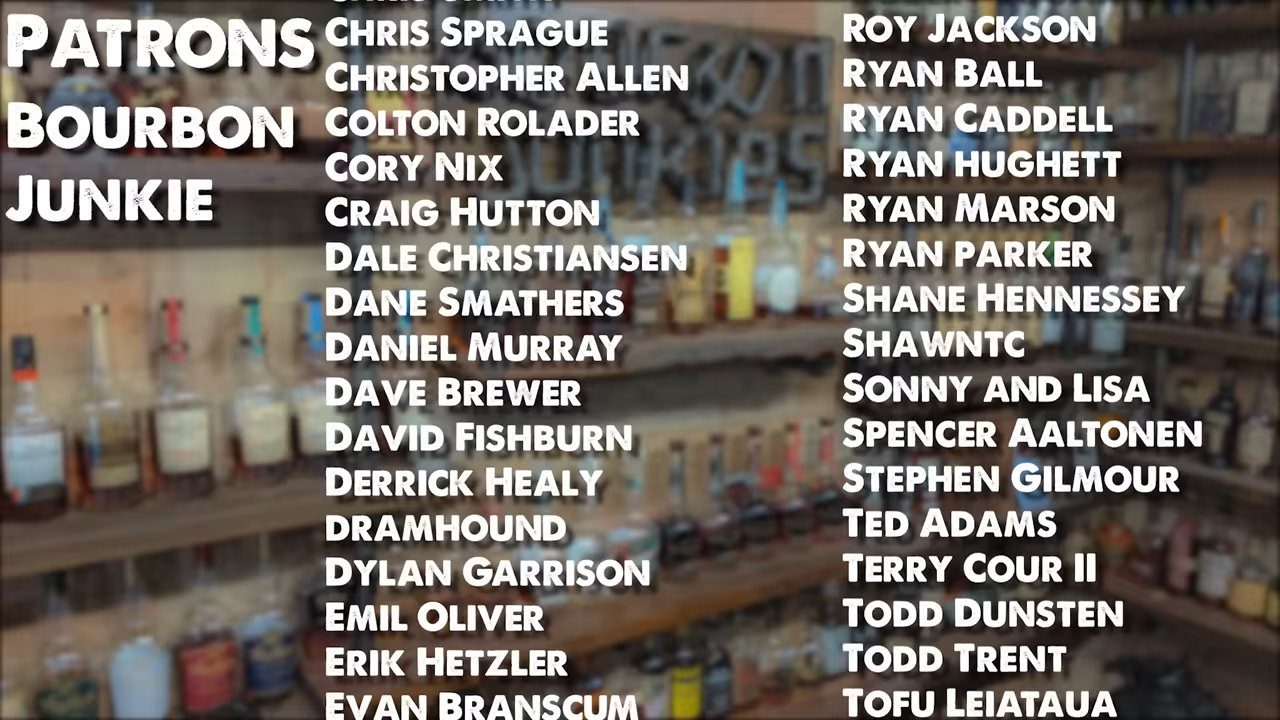 Patrons
Bourbon
Junkie
Chris Sprague
Christopher Allen
Colton Rolader
Cory Nix
Craig Hutton
Dale Christiansen
Dane Smathers
Daniel Murray
Dave Brewer
David Fishburn
Derrick Healy
dramhound
Dylan Garrison
Emil Oliver
Erik Hetzler
Evan Branscum
Roy Jackson
Ryan Ball
Ryan Caddell
Ryan hughett
Ryan Marson
Ryan parker
Shane Hennessey
Shawntc
Sonny and Lisa
Spencer Aaltonen
Stephen Gilmour
Ted Adams
Terry Cour II
Todd Dunsten
Todd Trent
Tofu Leiataua